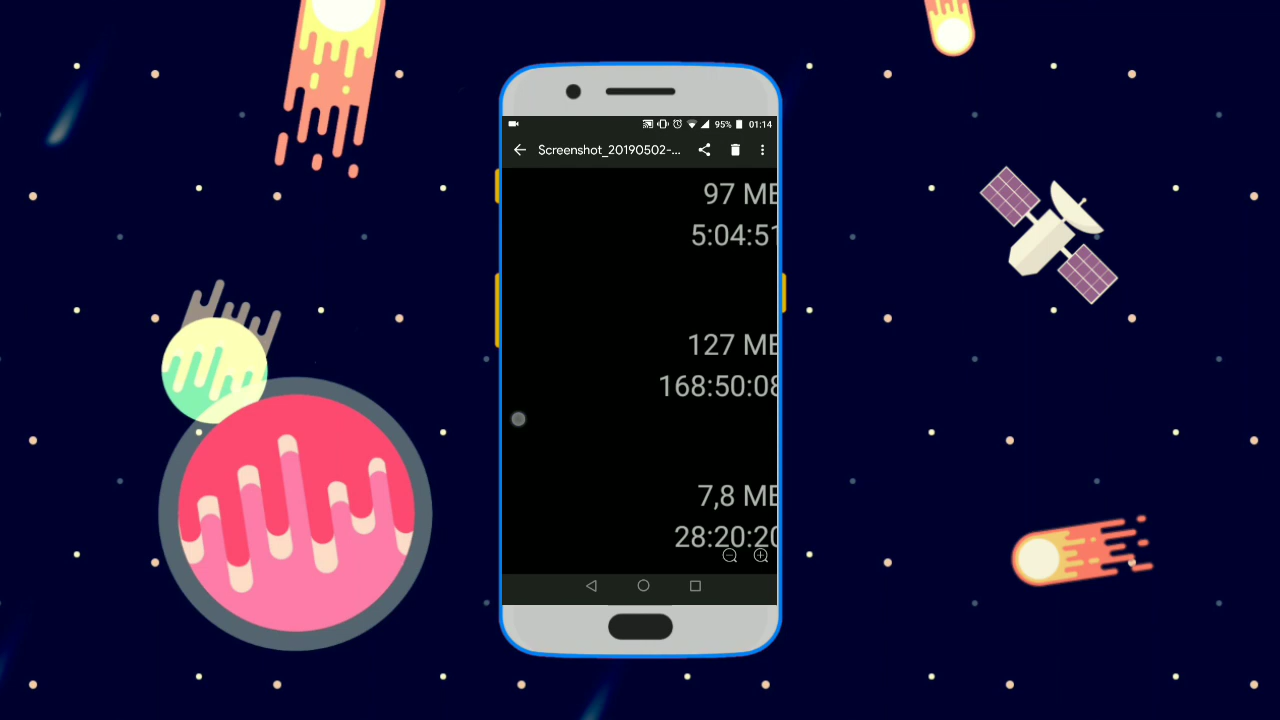 95% 01:14
Screenshot_20190502-...
97 MB
5:04:51
127 MB
168:50:08
7,8 MB
28:20:20